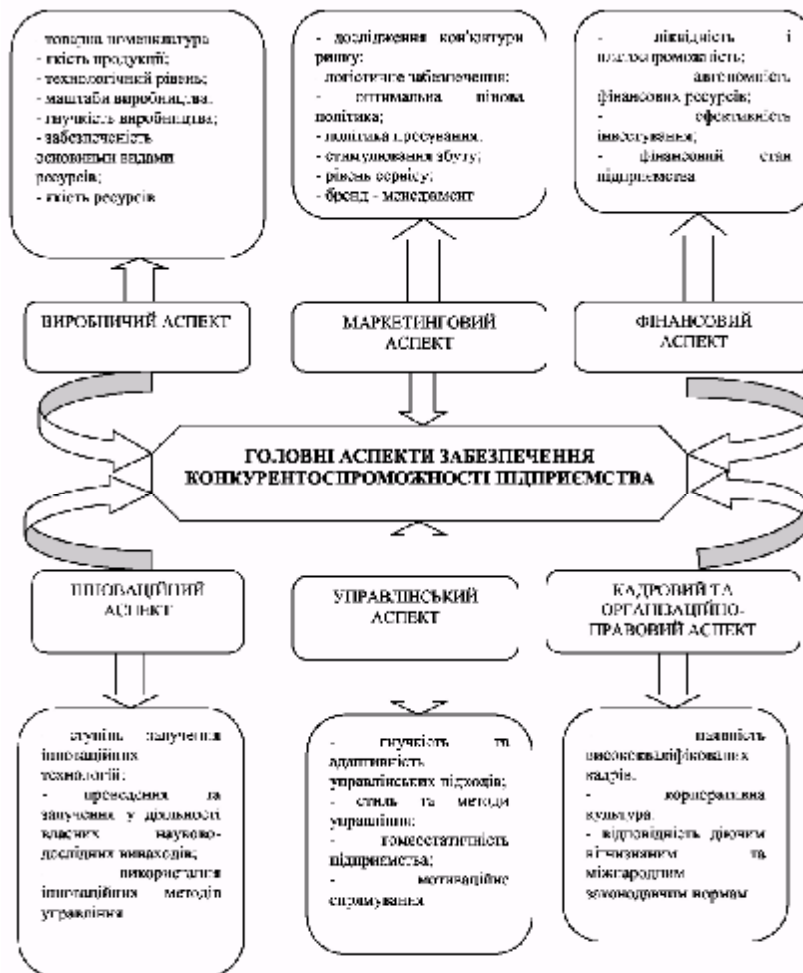 товарна номенклатура
- якість продукції;
- технологічний рівень;
- маштаби виробництва.
- гнучкість виробництва;
- забезпеченість
основними видами
ресурсів;
- якість ресурсів
- дослідження кон'юктури
ринку;
логістичне забезпечення;
- оптимальна цінова
політика;
- політика просування.
- стимулювання збуту;
- рівень сервісу;
- бренд - менеджмент
- ліквідність і
платоспроможність;
автономність
фінансових ресурсів;
- ефективність
інвестування;
- фінансовий стан
підприємства
ВИРОБНИЧИЙ АСПЕКТ
МАРКЕТИНГОВИЙ
АСПЕКТ
ФІНАНСОВИЙ
АСПЕКТ
ГОЛОВНІ АСПЕКТИ ЗАБЕЗПЕЧЕННЯ
КОНКУРЕНТОСПРОМОЖНОСТІ ПІДПРИЄМСТВА
ІННОВАЦІЙНИЙ
АСПЕКТ
УПРАВЛІНСЬКИЙ
АСПЕКТ
КАДРОВИЙ ТА
ОРГАНІЗАЦІЙНО-
ПРАВОВИЙ АСПЕКТ
ступінь залучення
інноваційних
технологій;
- проведення та
залучення у діяльності
власних науково-
дослідних винаходів;
використання
інноваційних методів
управління
- гнучкість та
адаптивність
управлінських підходів;
- стиль та методи
управління;
- гомеостатичність
підприємства;
- мотиваційне
спрямування
наявність
висококваліфікованих
кадрів.
- корпоративна
культура.
- відповідність діючим
вітчизняним та
міжнародним
законодавчим нормам